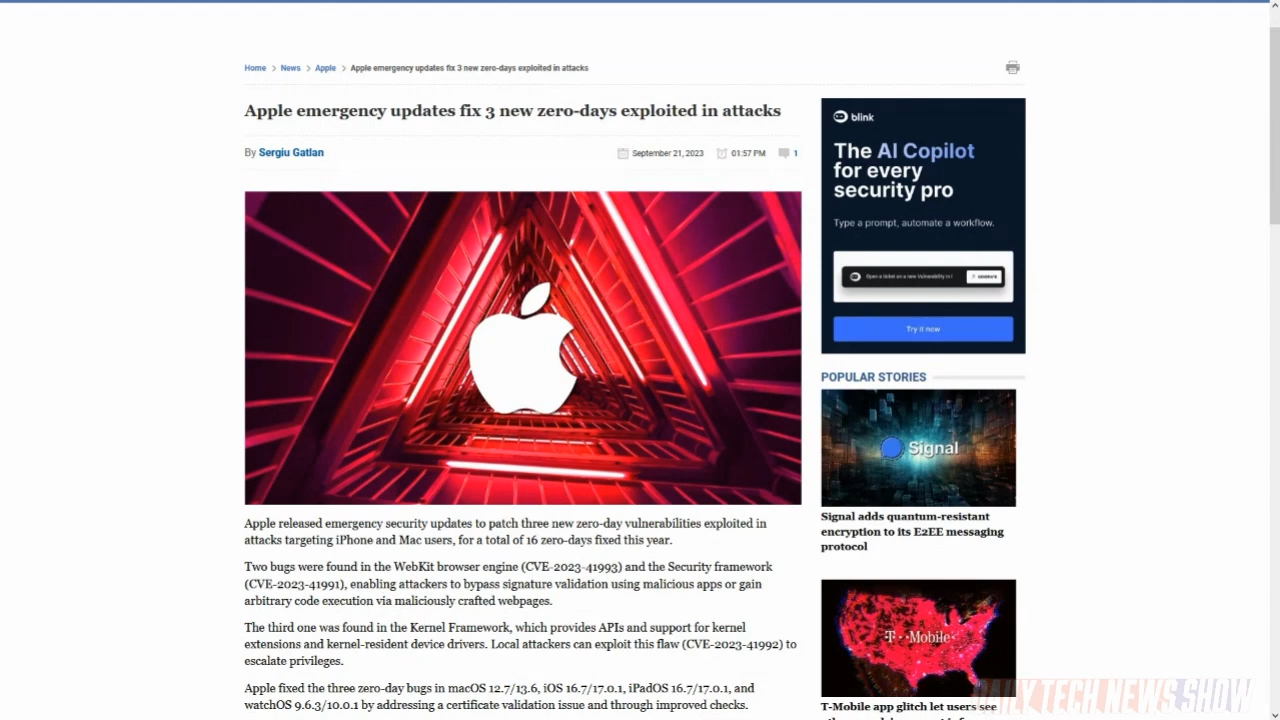 Home > News > Apple > Apple emergency updates fix 3 new zero-days exploited in attacks
Apple emergency updates fix 3 new zero-days exploited in attacks
By Sergiu Gatlan
September 21, 2023
01:57 PM
1
Apple released emergency security updates to patch three new zero-day vulnerabilities exploited in
attacks targeting iPhone and Mac users, for a total of 16 zero-days fixed this year.
Two bugs were found in the WebKit browser engine (CVE-2023-41993) and the Security framework
(CVE-2023-41991), enabling attackers to bypass signature validation using malicious apps or gain
arbitrary code execution via maliciously crafted webpages.
The third one was found in the Kernel Framework, which provides APIs and support for kernel
extensions and kernel-resident device drivers. Local attackers can exploit this flaw (CVE-2023-41992) to
escalate privileges.
Apple fixed the three zero-day bugs in macOS 12.7/13.6, iOS 16.7/17.0.1, iPadOS 16.7/17.0.1, and
watchOS 9.6.3/10.0.1 by addressing a certificate validation issue and through improved checks.
blink
The AI Copilot
for every
security pro
Type a prompt, automate a workflow.
Open a ticket on a new Vulnerability in
GENERATE
Try it now
POPULAR STORIES
Signal
Signal adds quantum-resistant
encryption to its E2EE messaging
protocol
T-Mobile
T-Mobile app glitch let users see
DAILY TECH NEWS SHOW